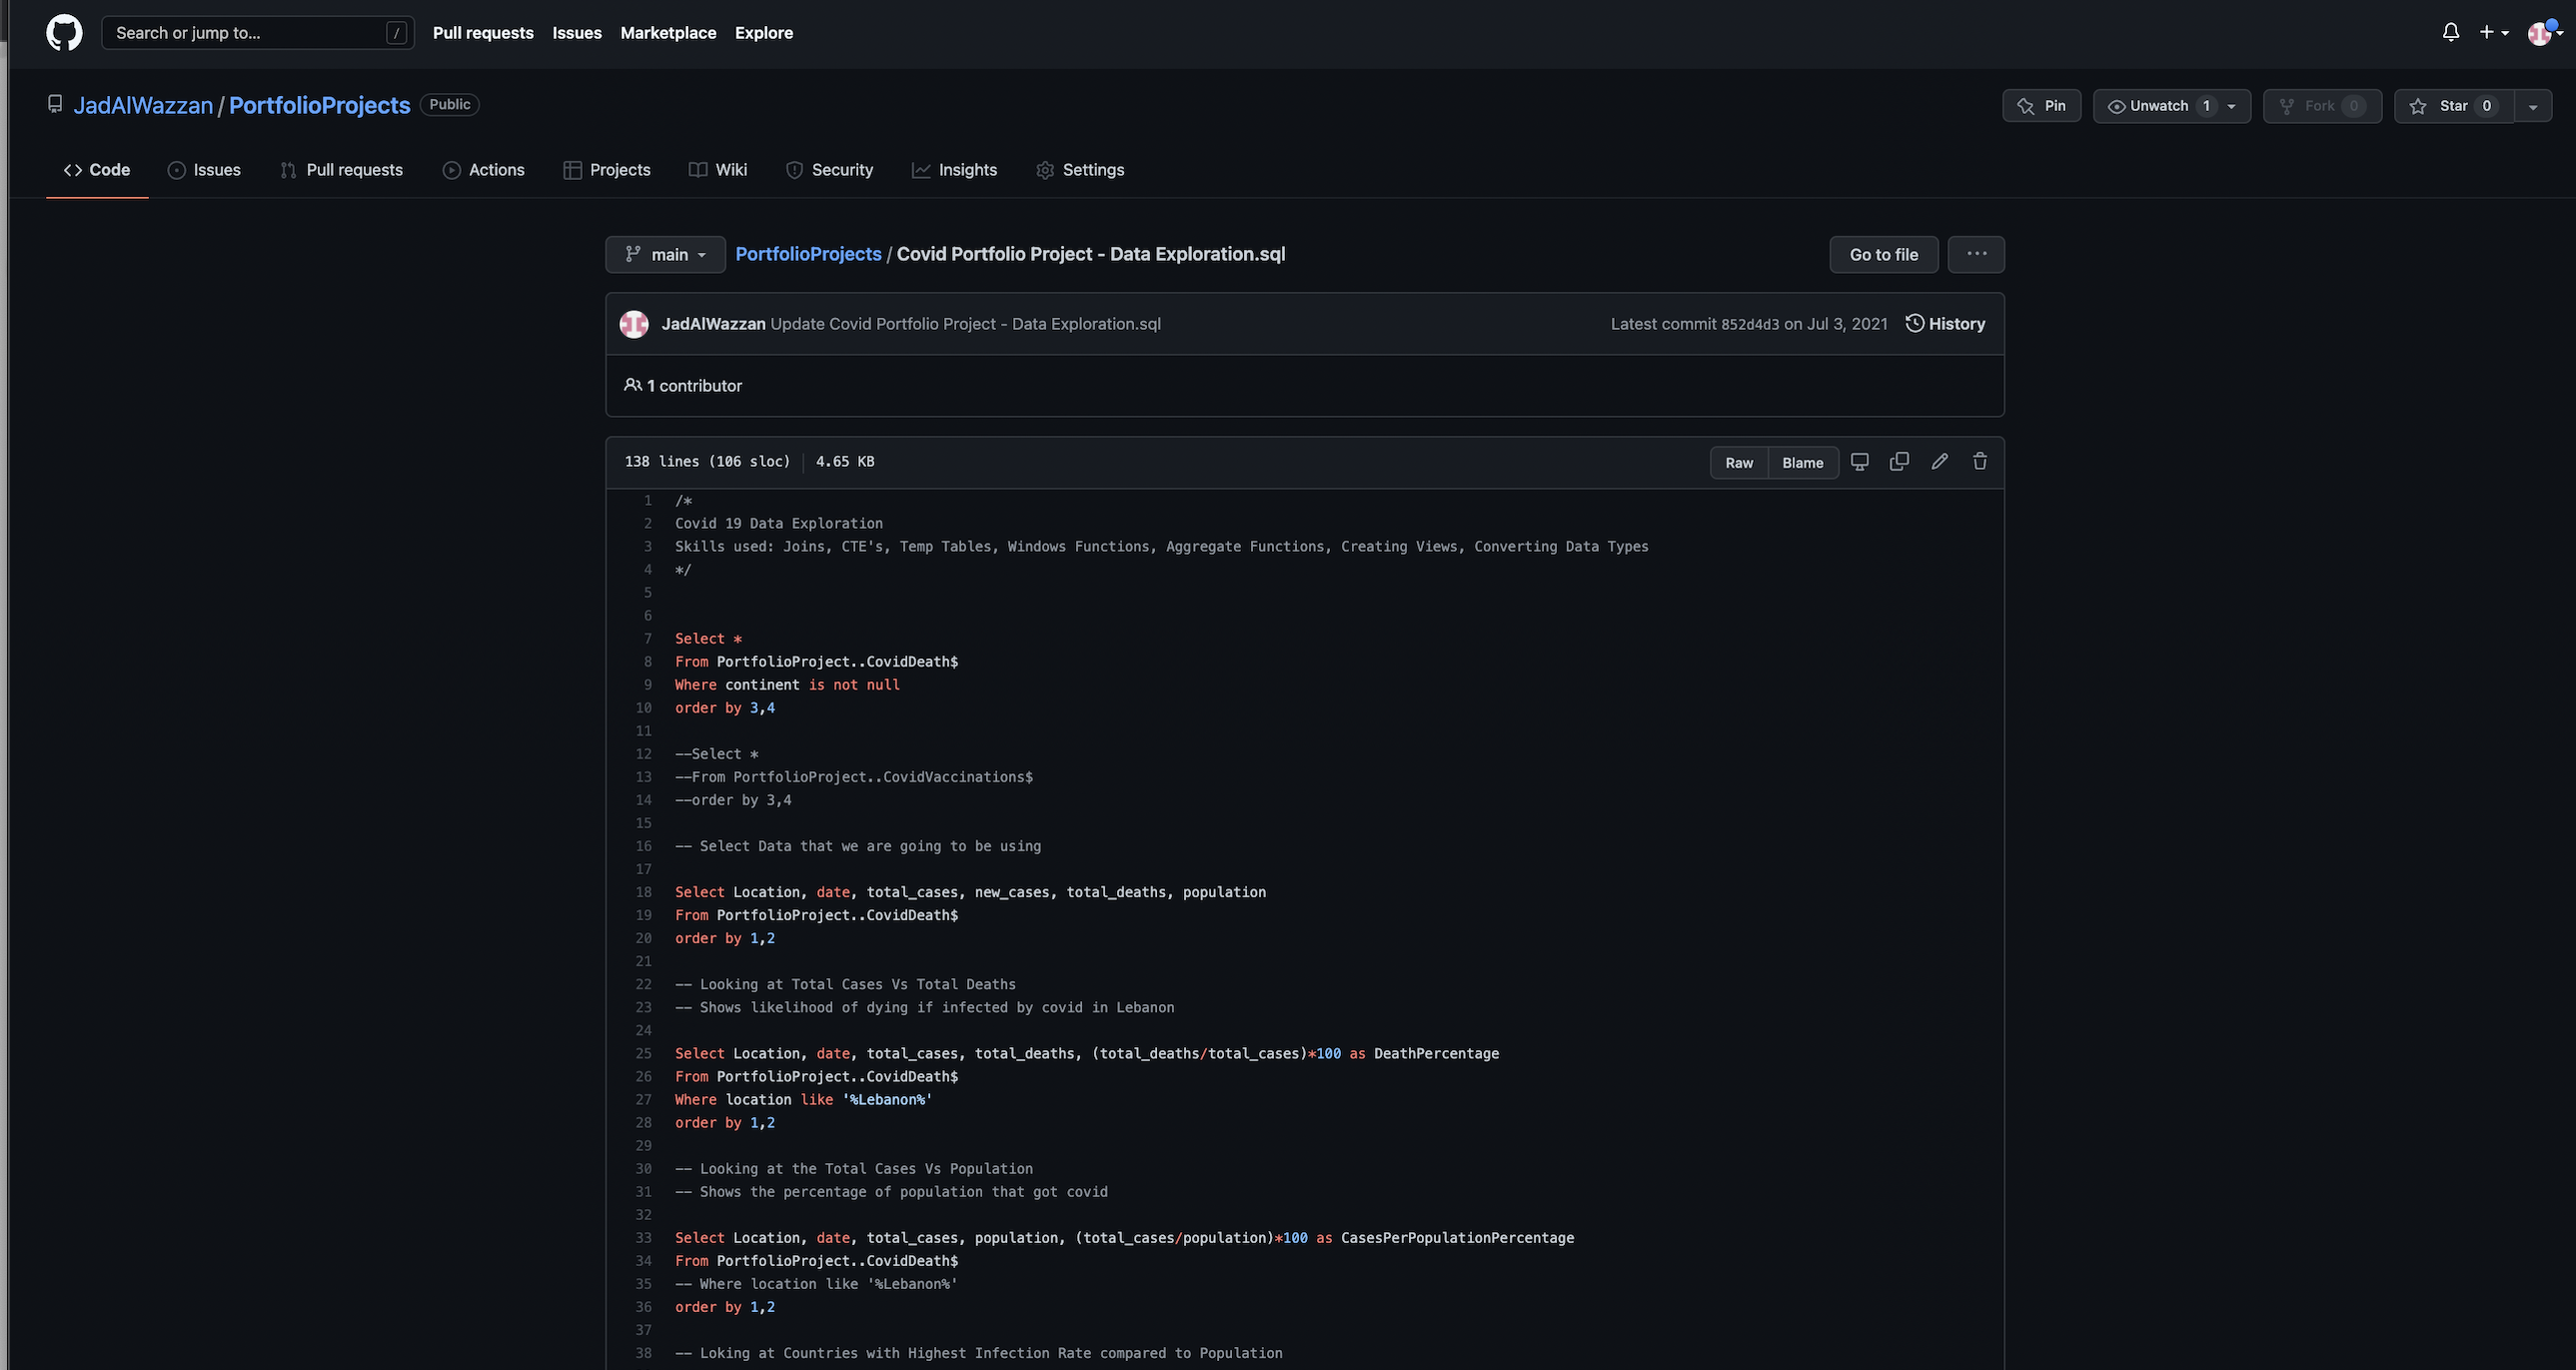 Search or jump to... / Pull requests Issues Marketplace Explore
JadAlWazzan / PortfolioProjects Public Pin Unwatch 1 Fork 0 Star 0
Code Issues Pull requests Actions Projects Wiki Security Insights Settings
main PortfolioProjects / Covid Portfolio Project - Data Exploration.sql Go to file ...
JadAlWazzan Update Covid Portfolio Project - Data Exploration.sql Latest commit 852d4d3 on Jul 3, 2021 History
1 contributor
138 lines (106 sloc) 4.65 KB Raw Blame
1 /*
2 Covid 19 Data Exploration
3 Skills used: Joins, CTE's, Temp Tables, Windows Functions, Aggregate Functions, Creating Views, Converting Data Types
4 */
5
6
7 Select *
8 From PortfolioProject..CovidDeath$
9 Where continent is not null
10 order by 3,4
11
12 --Select *
13 --From PortfolioProject..CovidVaccinations$
14 --order by 3,4
15
16 -- Select Data that we are going to be using
17
18 Select Location, date, total_cases, new_cases, total_deaths, population
19 From PortfolioProject..CovidDeath$
20 order by 1,2
21
22 -- Looking at Total Cases Vs Total Deaths
23 -- Shows likelihood of dying if infected by covid in Lebanon
24
25 Select Location, date, total_cases, total_deaths, (total_deaths/total_cases)*100 as DeathPercentage
26 From PortfolioProject..CovidDeath$
27 Where location like '%Lebanon%'
28 order by 1,2
29
30 -- Looking at the Total Cases Vs Population
31 -- Shows the percentage of population that got covid
32
33 Select Location, date, total_cases, population, (total_cases/population)*100 as CasesPerPopulationPercentage
34 From PortfolioProject..CovidDeath$
35 -- Where location like '%Lebanon%'
36 order by 1,2
37
38 -- Loking at Countries with Highest Infection Rate compared to Population